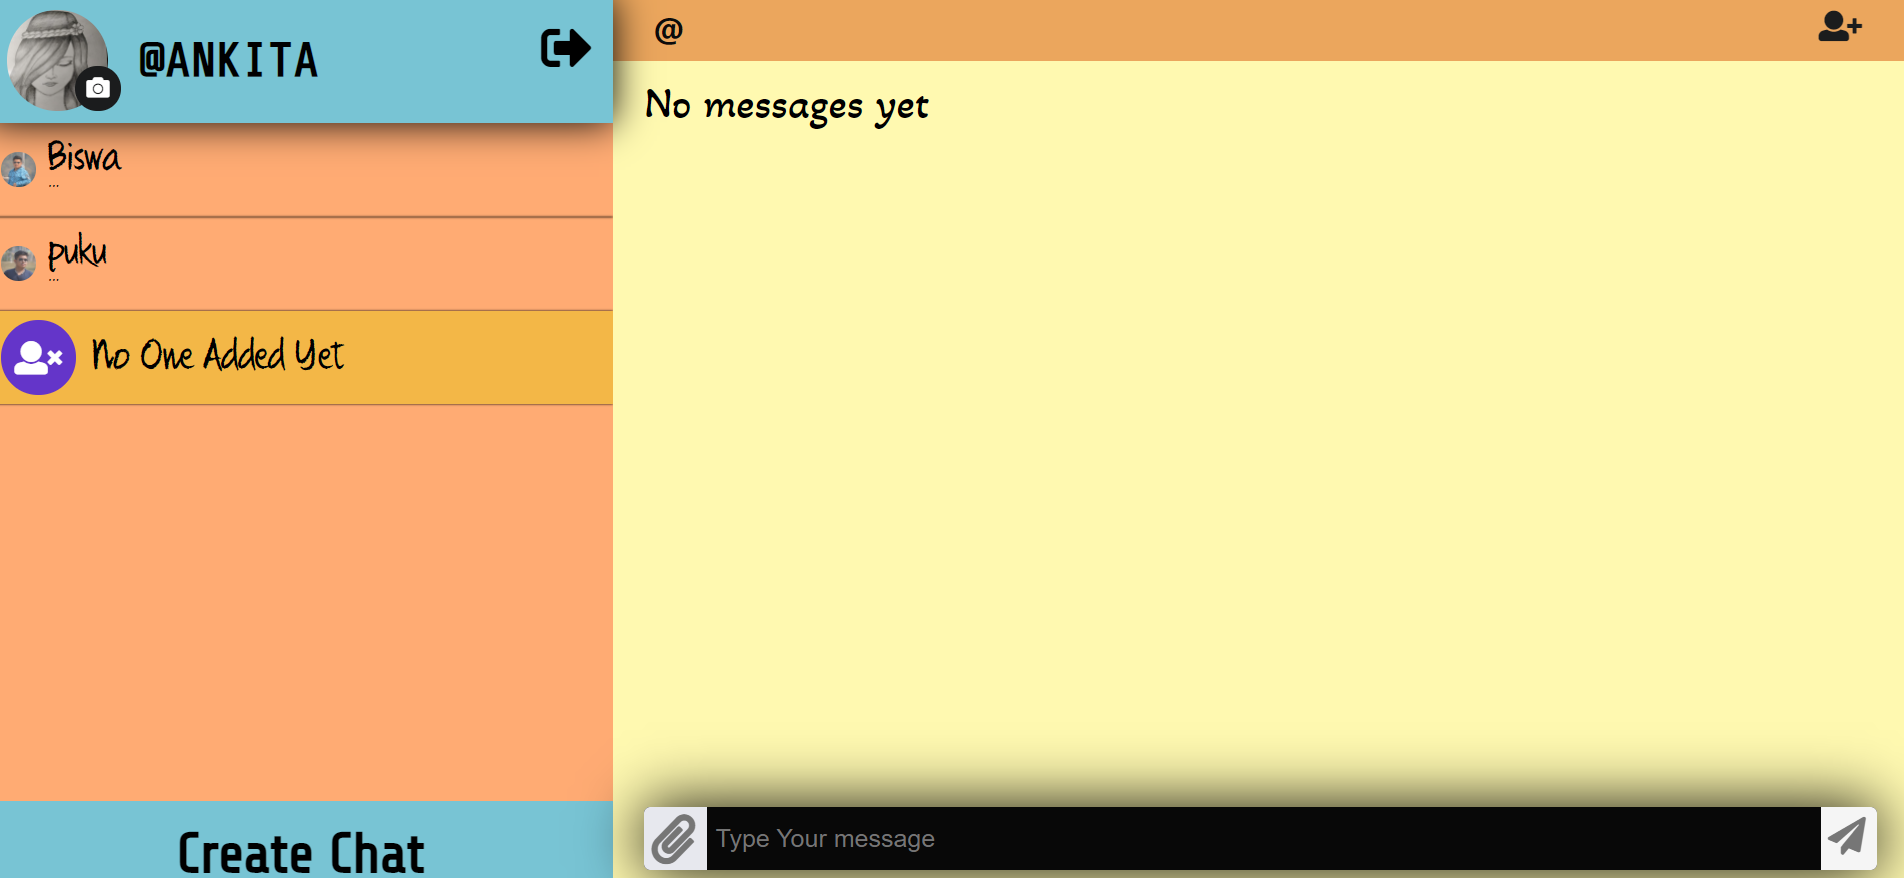 @ANKITA
Biswa
...
puku
...
No One Added Yet
Create Chat
@
No messages yet
Type Your message